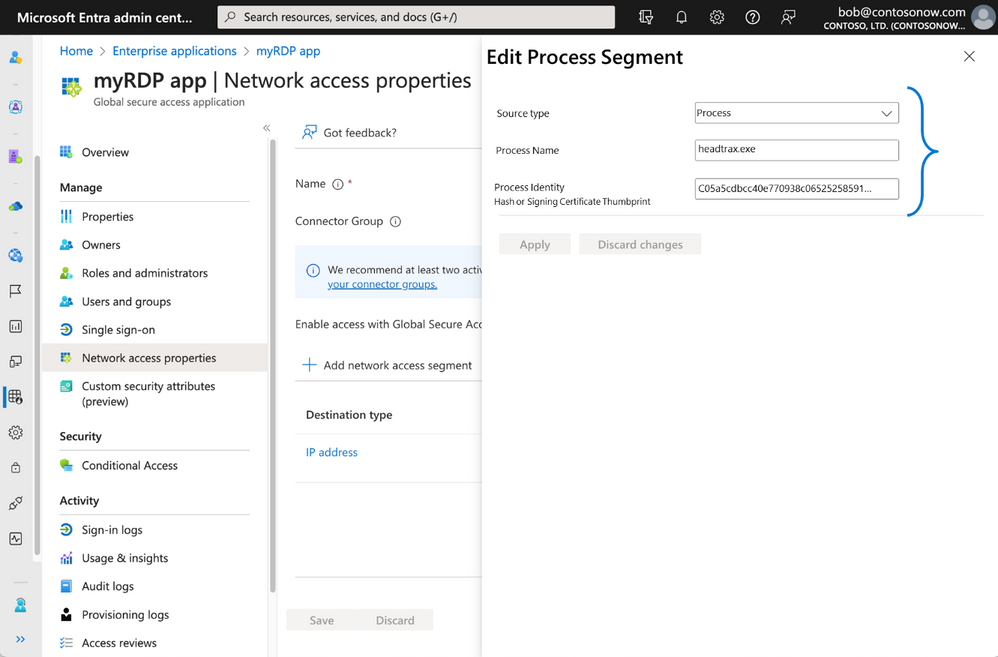 Microsoft Entra admin cent...
Search resources, services, and docs (G+/)
bob@contosonow.com
CONTOSO, LTD. (CONTOSONOW...
Home > Enterprise applications > myRDP app
myRDP app | Network access properties
Global secure access application
Overview
Manage
Properties
Owners
Roles and administrators
Users and groups
Single sign-on
Network access properties
Custom security attributes
(preview)
Security
Conditional Access
Activity
Sign-in logs
Usage & insights
Audit logs
Provisioning logs
Access reviews
Got feedback?
Name *
Connector Group
We recommend at least two activ
your connector groups.
Enable access with Global Secure Acc
Add network access segment
Destination type
IP address
Save
Discard
Edit Process Segment
Source type
Process
Process Name
headtrax.exe
Process Identity
Hash or Signing Certificate Thumbprint
C05a5cdbcc40e770938c06525258591...
Apply
Discard changes